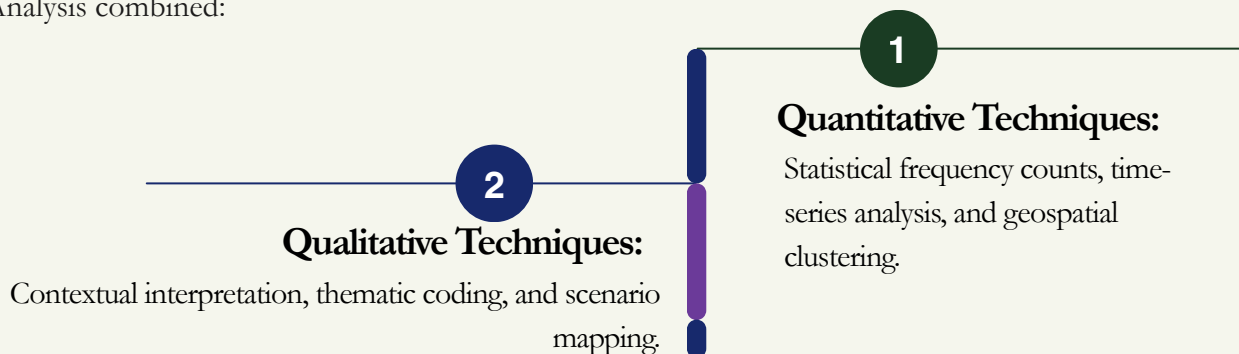 Analysis combined:
1
Quantitative Techniques:
Statistical frequency counts, time-
series analysis, and geospatial
clustering.
2
Qualitative Techniques:
Contextual interpretation, thematic coding, and scenario
mapping.